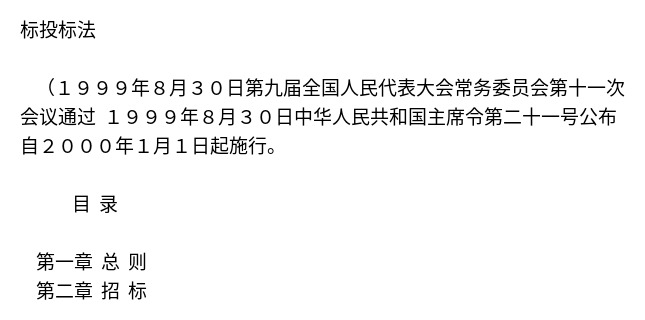 标投标法
（１９９９年８月３０日第九届全国人民代表大会常务委员会第十一次
会议通过 １９９９年８月３０日中华人民共和国主席令第二十一号公布
自２０００年１月１日起施行。
目 录
第一章 总 则
第二章 招 标